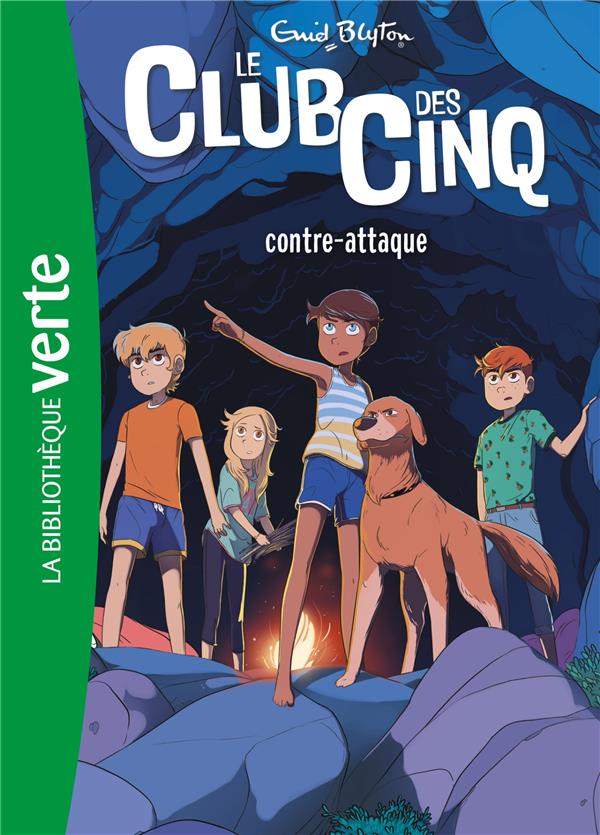 Enid Blyton®
LE
CLUB
DES
CINQ
contre-attaque
LA BIBLIOTHÈQUE verte